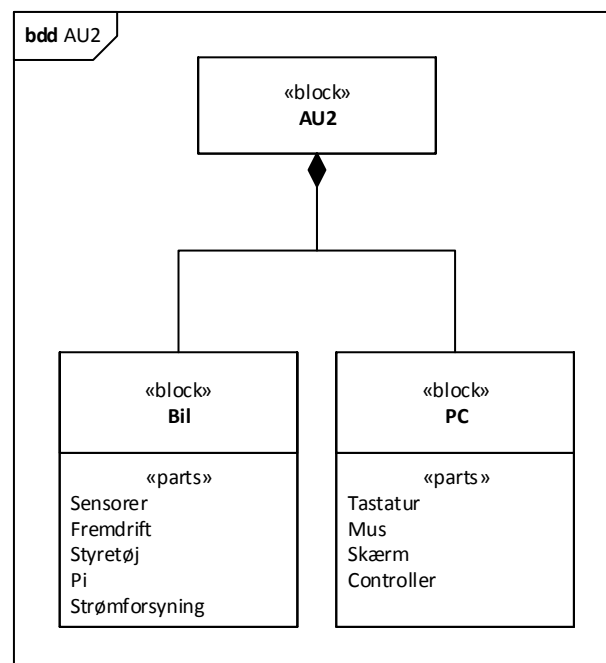 bdd AU2
«block»
AU2
«block»
Bil
«parts»
Sensorer
Fremdrift
Styretøj
Pi
Strømforsyning
«block»
PC
«parts»
Tastatur
Mus
Skærm
Controller